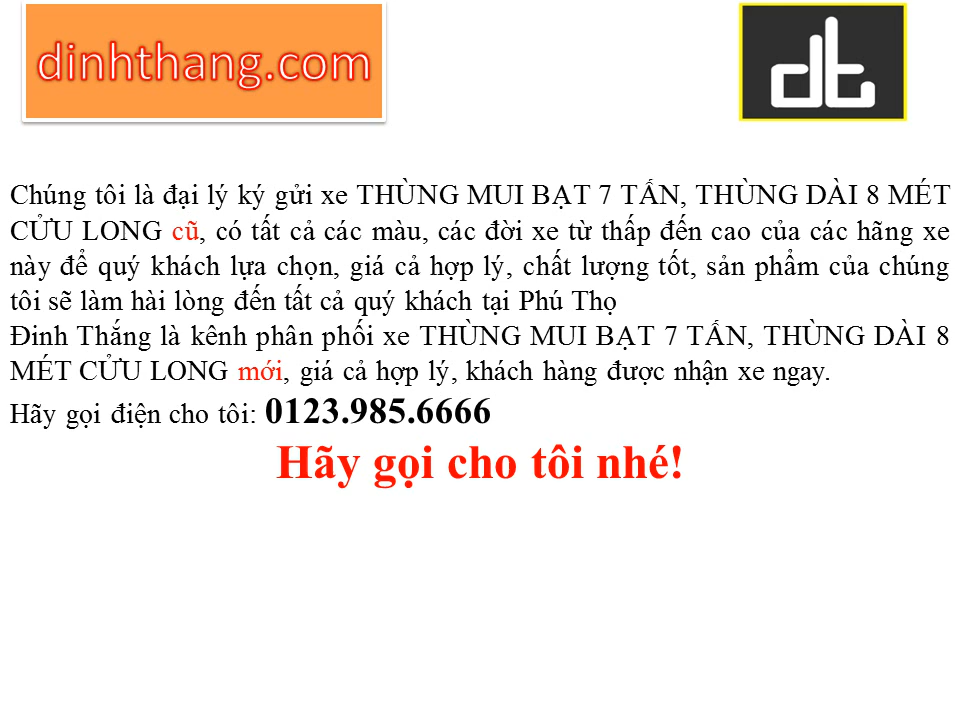 dinhthang.com
dt
Chúng tôi là đại lý ký gửi xe THÙNG MUI BẠT 7 TẤN, THÙNG DÀI 8 MÉT
CỬU LONG cũ, có tất cả các màu, các đời xe từ thấp đến cao của các hãng xe
này để quý khách lựa chọn, giá cả hợp lý, chất lượng tốt, sản phẩm của chúng
tôi sẽ làm hài lòng đến tất cả quý khách tại Phú Thọ
Đinh Thắng là kênh phân phối xe THÙNG MUI BẠT 7 TẤN, THÙNG DÀI 8
MÉT CỬU LONG mới, giá cả hợp lý, khách hàng được nhận xe ngay.
Hãy gọi điện cho tôi: 0123.985.6666
Hãy gọi cho tôi nhé!